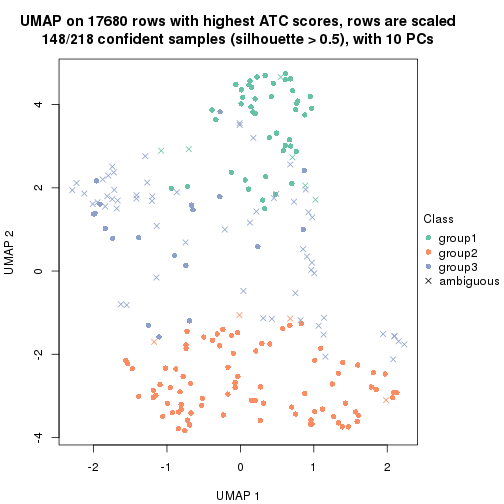 UMAP on 17680 rows with highest ATC scores, rows are scaled
148/218 confident samples (silhouette > 0.5), with 10 PCs
4
2
0
-2
-4
UMAP 2
-2
-1
0
1
2
UMAP 1
Class
group1
group2
group3
ambiguous